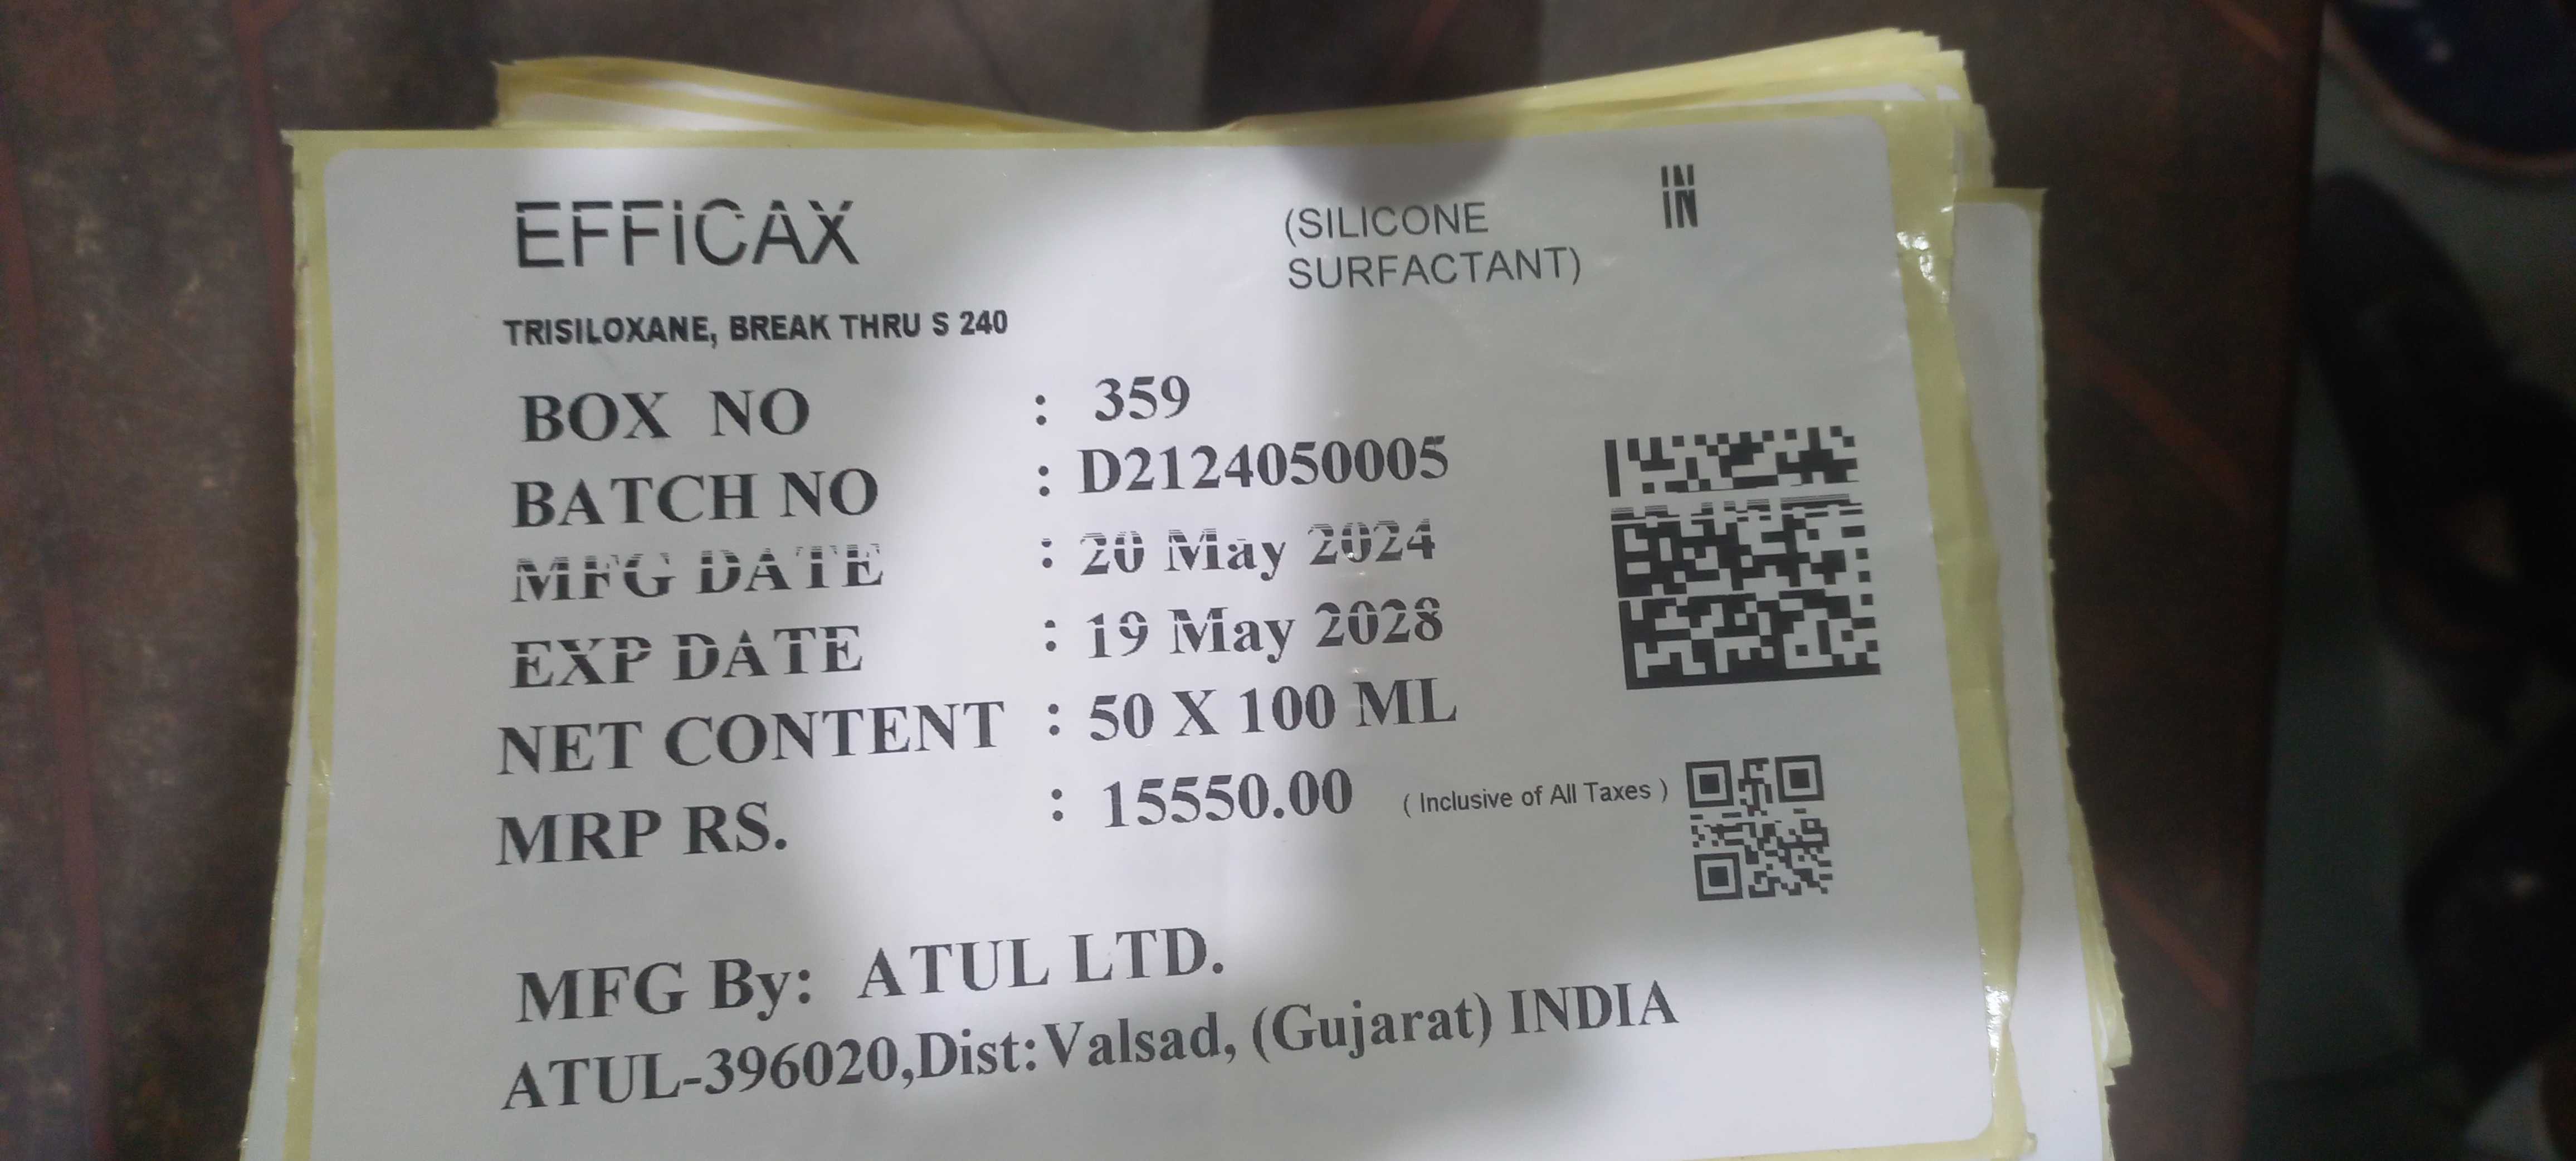 EFFiCAX
(SILICONE
SURFACTANT)
IN
TRISILOXANE, BREAK THRU S 240
BOX NO : 359
BATCH NO : D2124050005
MFG DATE : 20 May 2024
EXP DATE : 19 May 2028
NET CONTENT : 50 X 100 ML
MRP RS. : 15550.00 ( Inclusive of All Taxes )
MFG By: ATUL LTD.
ATUL-396020,Dist:Valsad, (Gujarat) INDIA